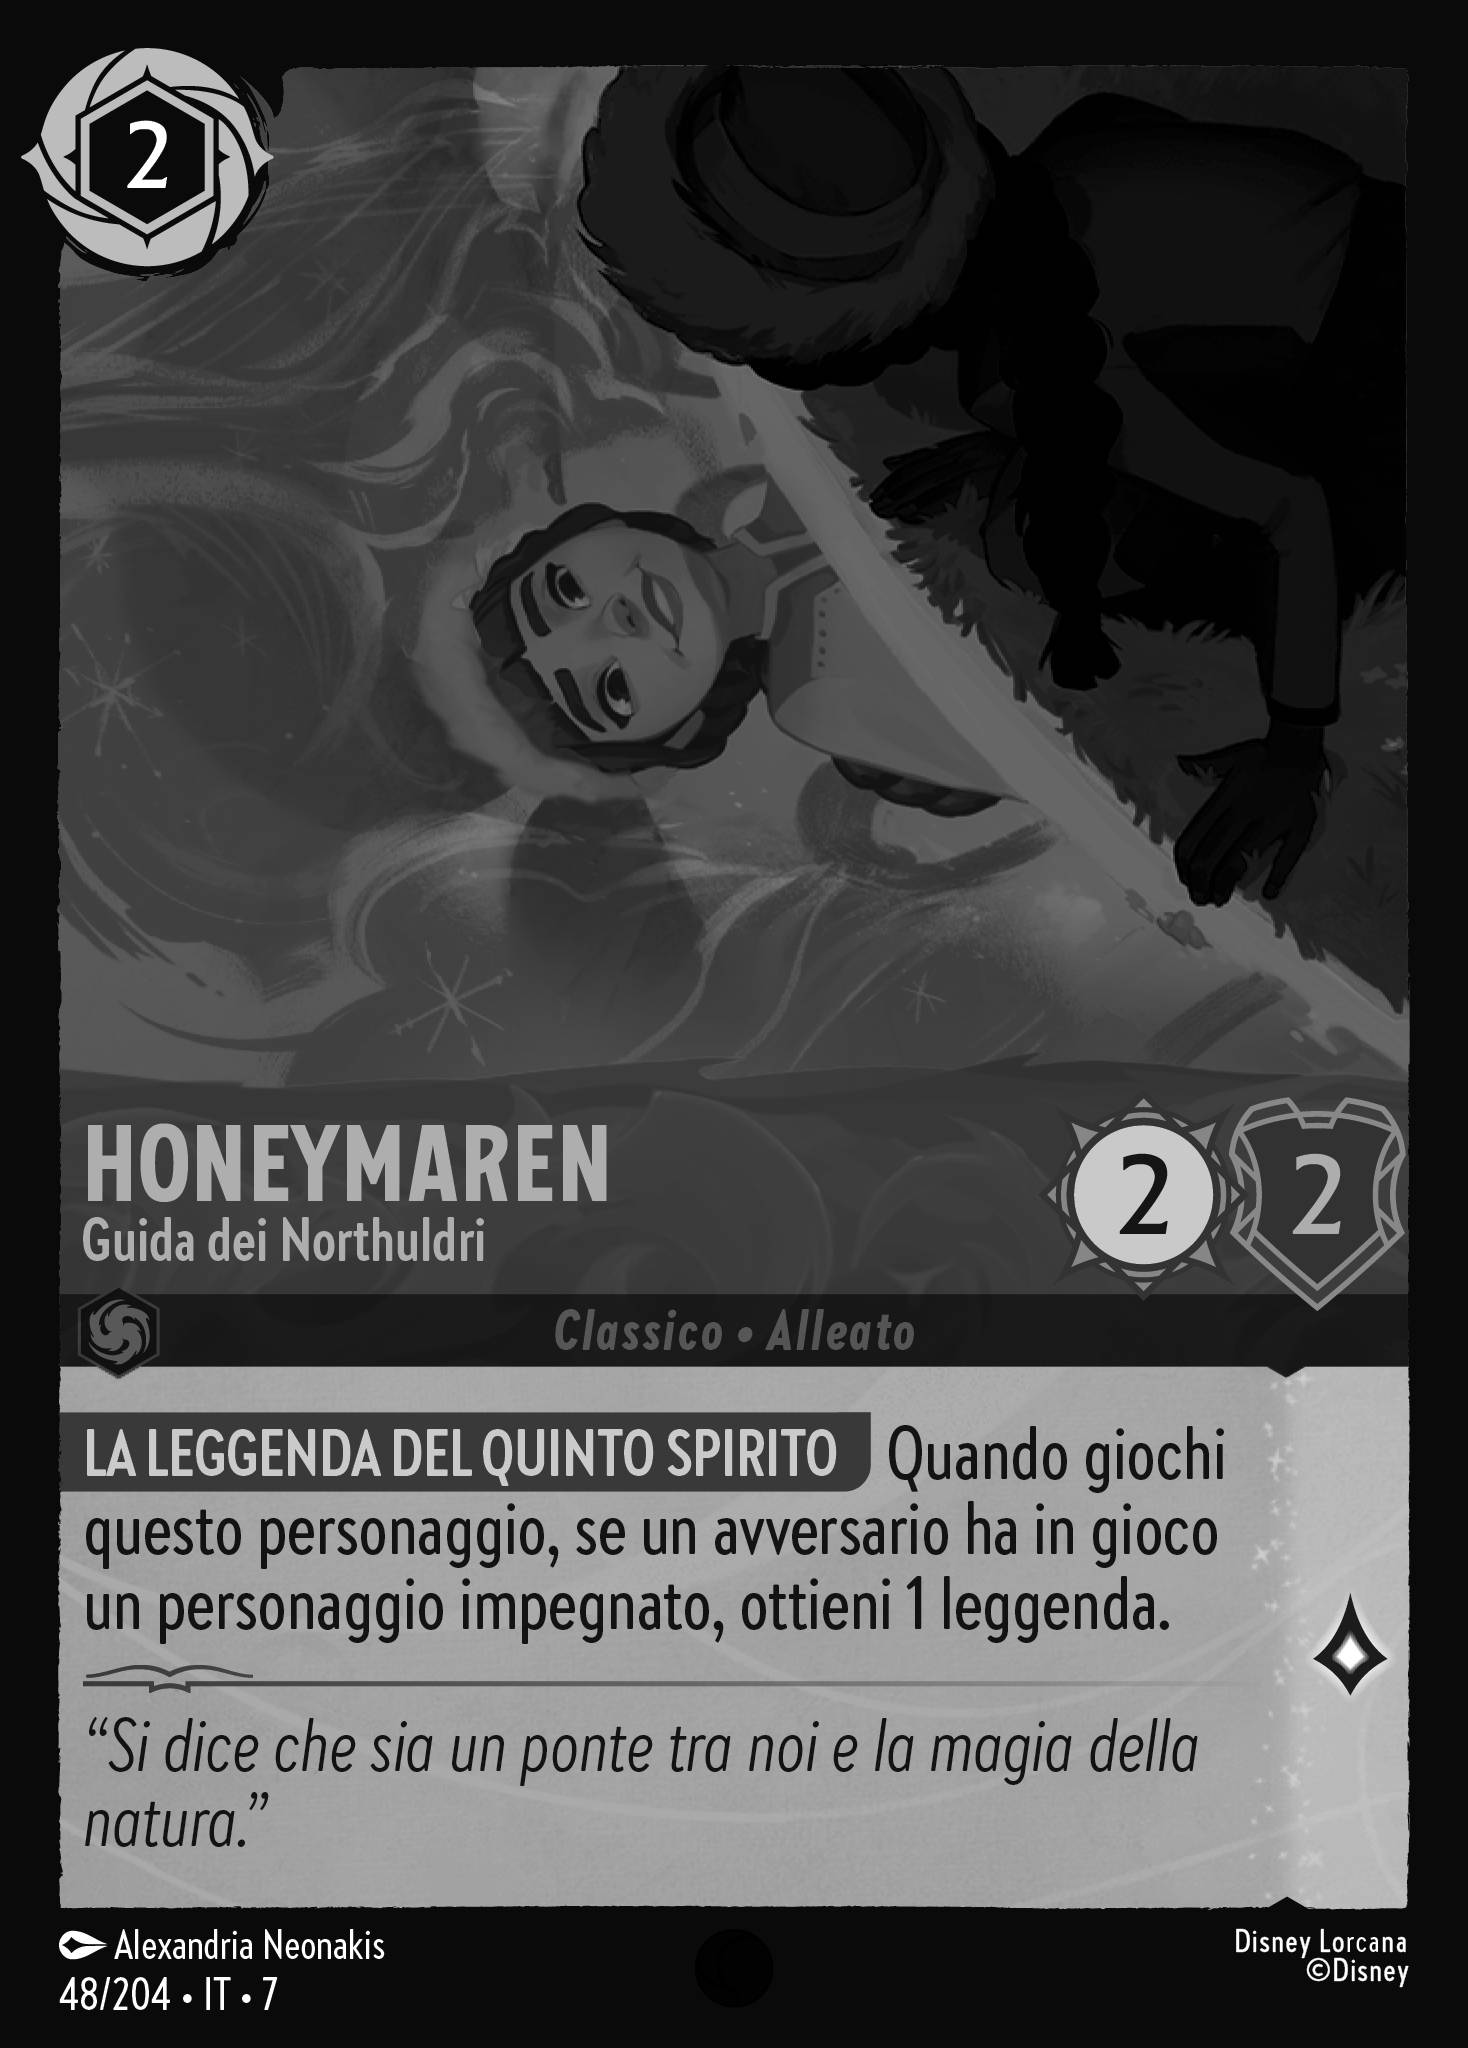 2
HONEYMAREN
Guida dei Northuldri
2 2
Classico • Alleato
LA LEGGENDA DEL QUINTO SPIRITO Quando giochi
questo personaggio, se un avversario ha in gioco
un personaggio impegnato, ottieni 1 leggenda.
“Si dice che sia un ponte tra noi e la magia della
natura.”
Alexandria Neonakis
48/204 • IT • 7
Disney Lorcana
©Disney